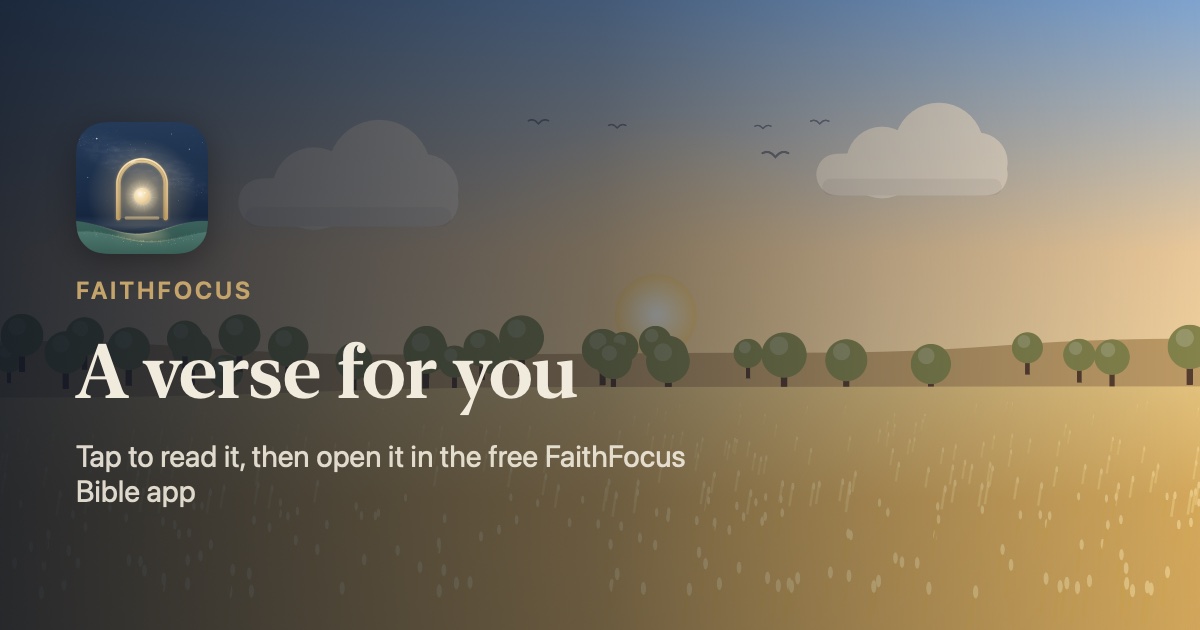 FAITHFOCUS
A verse for you
Tap to read it, then open it in the free FaithFocus
Bible app